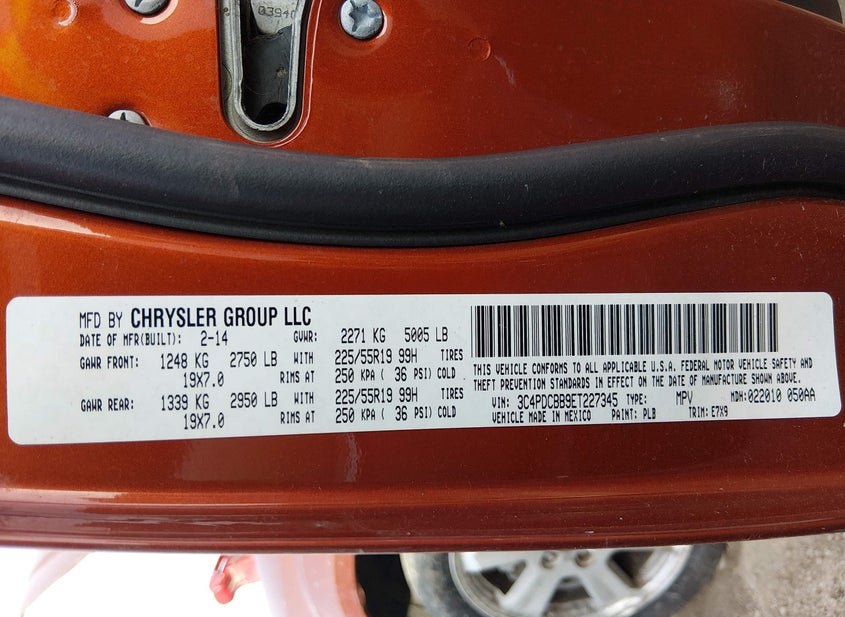 03940
MFD BY CHRYSLER GROUP LLC
DATE OF MFR(BUILT): 2-14 GVWR: 2271 KG 5005 LB
GAWR FRONT: 1248 KG 2750 LB WITH 225/55R19 99H TIRES
19X7.0 RIMS AT 250 KPA ( 36 PSI) COLD
GAWR REAR: 1339 KG 2950 LB WITH 225/55R19 99H TIRES
19X7.0 RIMS AT 250 KPA ( 36 PSI) COLD
THIS VEHICLE CONFORMS TO ALL APPLICABLE U.S.A. FEDERAL MOTOR VEHICLE SAFETY AND
THEFT PREVENTION STANDARDS IN EFFECT ON THE DATE OF MANUFACTURE SHOWN ABOVE.
VIN: 3C4PDCBB9ET227345 TYPE: MPV MDH:022010 050AA
VEHICLE MADE IN MEXICO PAINT: PLB TRIM: E7X9